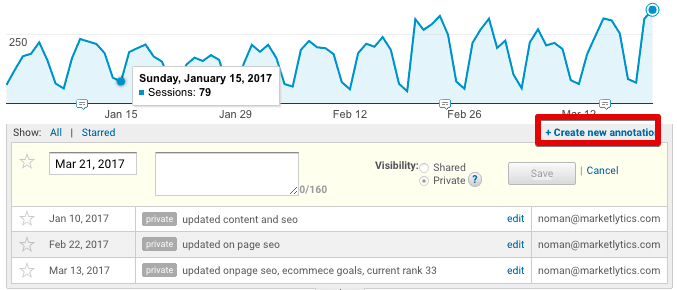 250
Sunday, January 15, 2017
Sessions: 79
Jan 15 Jan 29 Feb 12 Feb 26 Mar 12
Show: All | Starred + Create new annotation
Mar 21, 2017 Visibility: Shared
Private ? Save | Cancel
0/160
Jan 10, 2017 private updated content and seo edit noman@marketlytics.com
Feb 22, 2017 private updated on page seo edit noman@marketlytics.com
Mar 13, 2017 private updated onpage seo, ecommece goals, current rank 33 edit noman@marketlytics.com